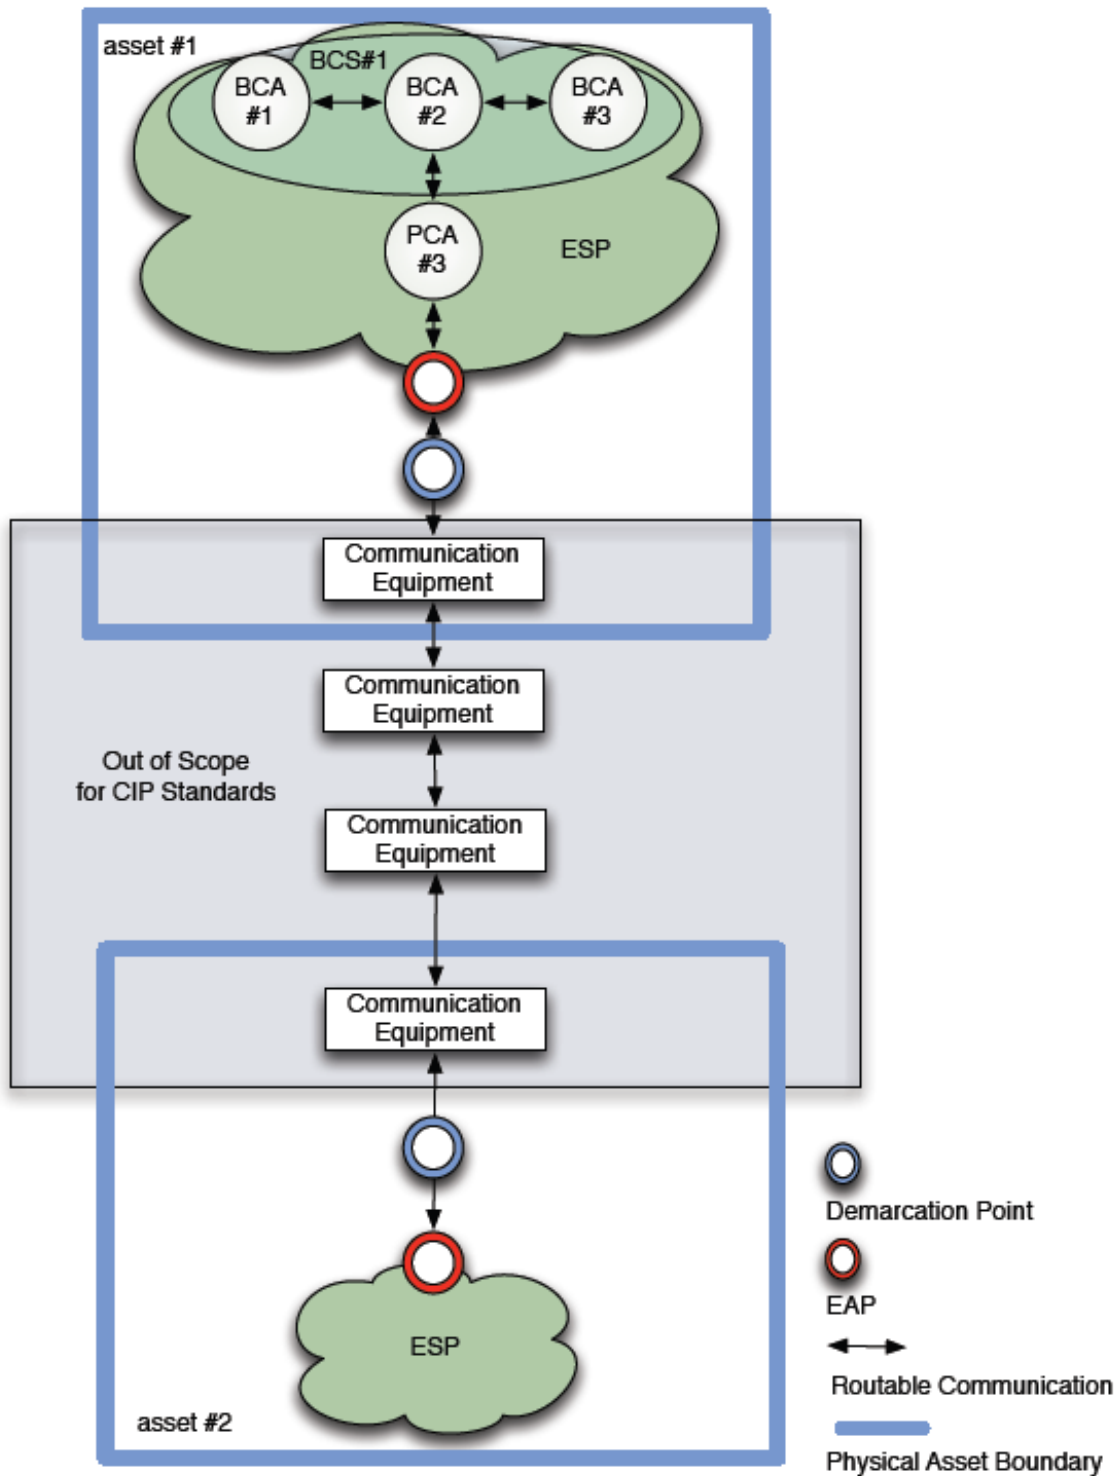 asset #1
BCS#1
BCA
#1
BCA
#2
BCA
#3
PCA
#3
ESP
Communication
Equipment
Communication
Equipment
Out of Scope
for CIP Standards
Communication
Equipment
Communication
Equipment
Demarcation Point
EAP
ESP
Routable Communication
asset #2
Physical Asset Boundary